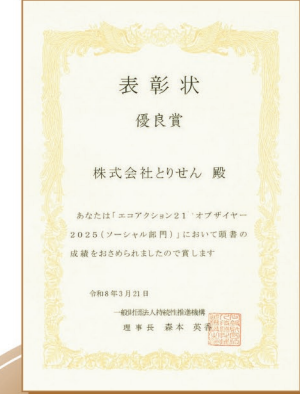 表彰状
優良賞
株式会社とりせん 殿
あなたは「エコアクション21 オブザイヤー
2025(ソーシャル部門)」において顕著の
成績をおさめられましたので賞します
令和8年3月21日
一般財団法人持続性推進機構
理事長 森本 英香